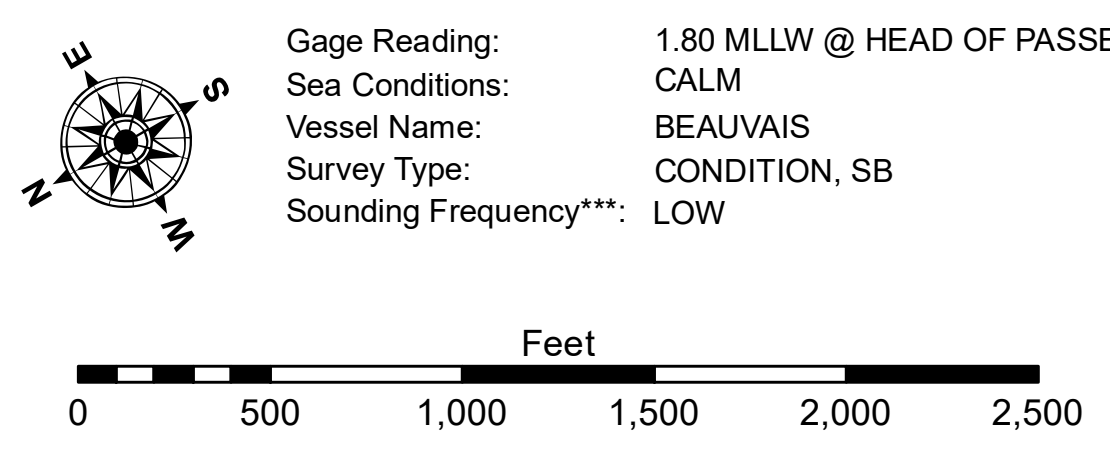 E
S
N
W
Gage Reading: 1.80 MLLW @ HEAD OF PASSE
Sea Conditions: CALM
Vessel Name: BEAUVAIS
Survey Type: CONDITION, SB
Sounding Frequency***: LOW
Feet
0 500 1,000 1,500 2,000 2,500